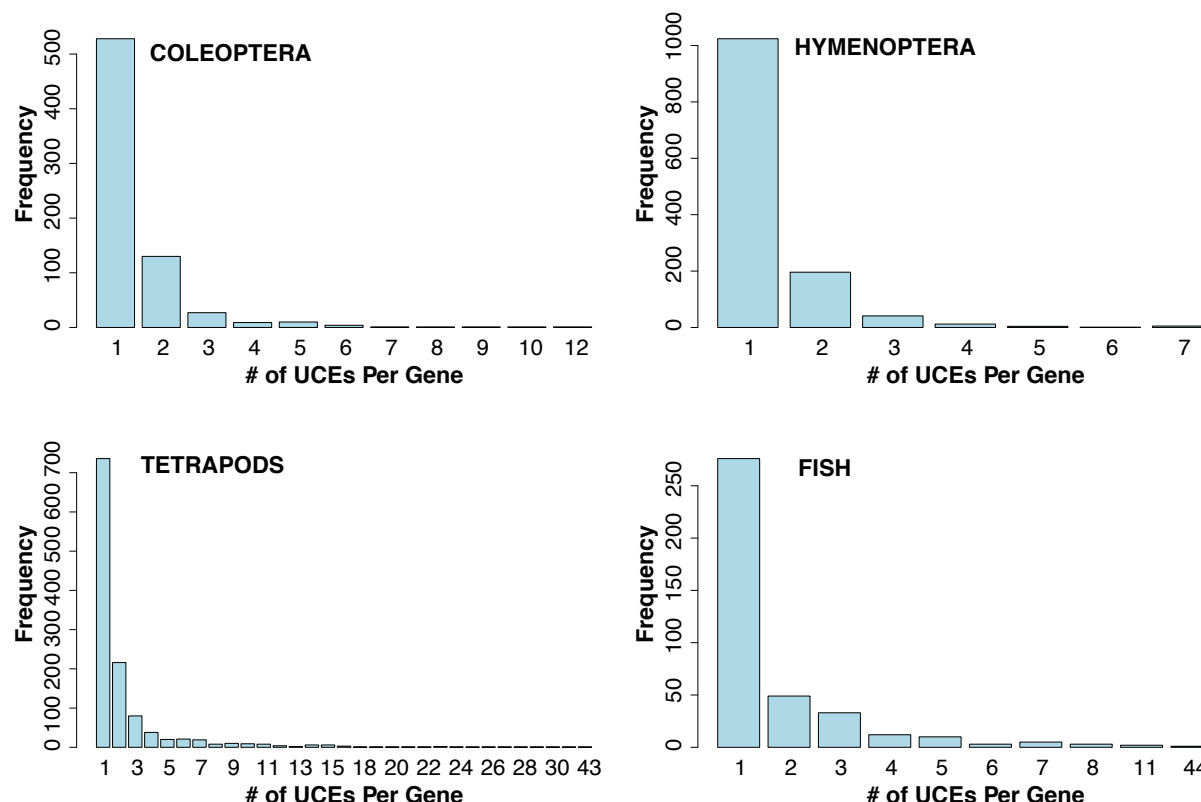 COLEOPTERA
Frequency
0 100 200 300 400 500
1 2 3 4 5 6 7 8 9 10 12
# of UCEs Per Gene
HYMENOPTERA
Frequency
0 200 400 600 800 1000
1 2 3 4 5 6 7
# of UCEs Per Gene
TETRAPODS
Frequency
0 100 200 300 400 500 600 700
1 3 5 7 9 11 13 15 18 20 22 24 26 28 30 43
# of UCEs Per Gene
FISH
Frequency
0 50 100 150 200 250
1 2 3 4 5 6 7 8 11 44
# of UCEs Per Gene